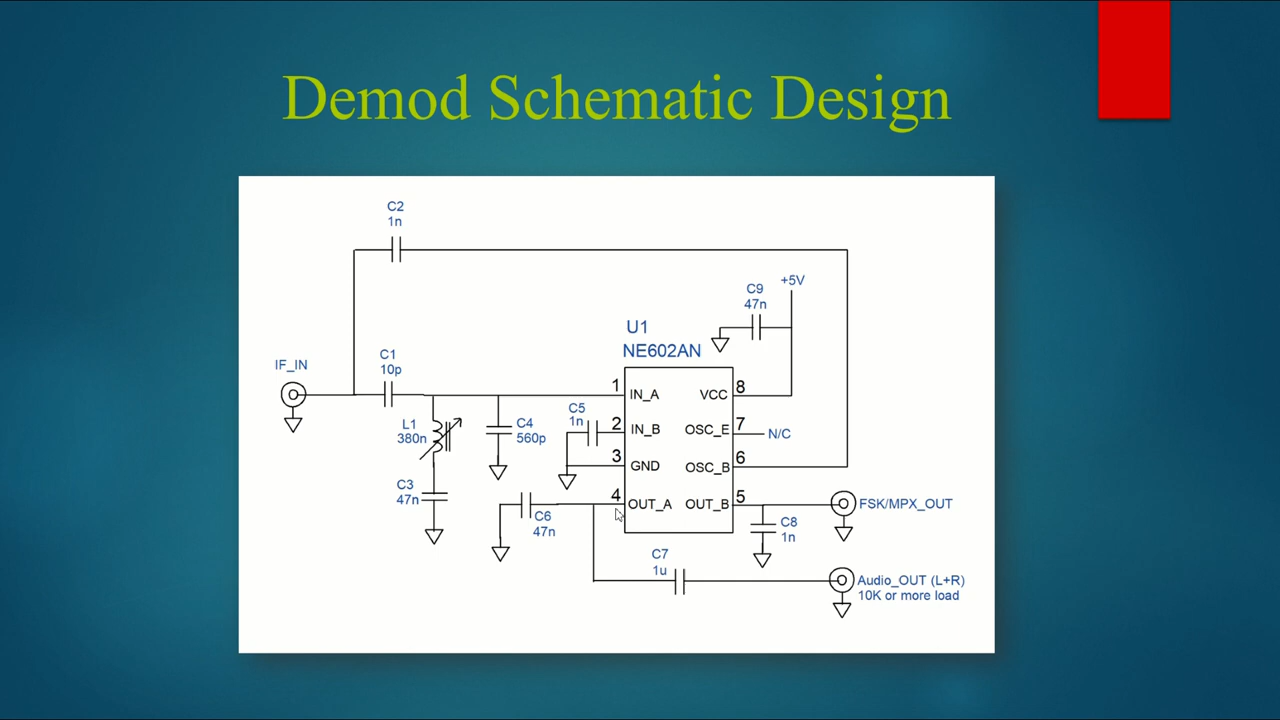 Demod Schematic Design
C2
1n
+5V
C9
47n
U1
NE602AN
IF_IN
C1
10p
1
IN_A
VCC
8
L1
380n
C4
560p
C5
1n
2
IN_B
OSC_E
7
N/C
3
GND
OSC_B
6
C3
47n
4
OUT_A
OUT_B
5
FSK/MPX_OUT
C6
47n
C8
1n
C7
1u
Audio_OUT (L+R)
10K or more load